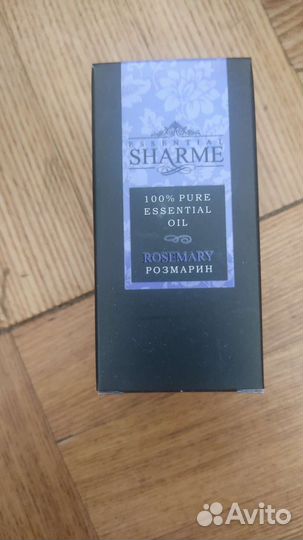 ESSENTIAL
SHARME
100% PURE
ESSENTIAL
OIL
ROSEMARY
РОЗМАРИН
Avito